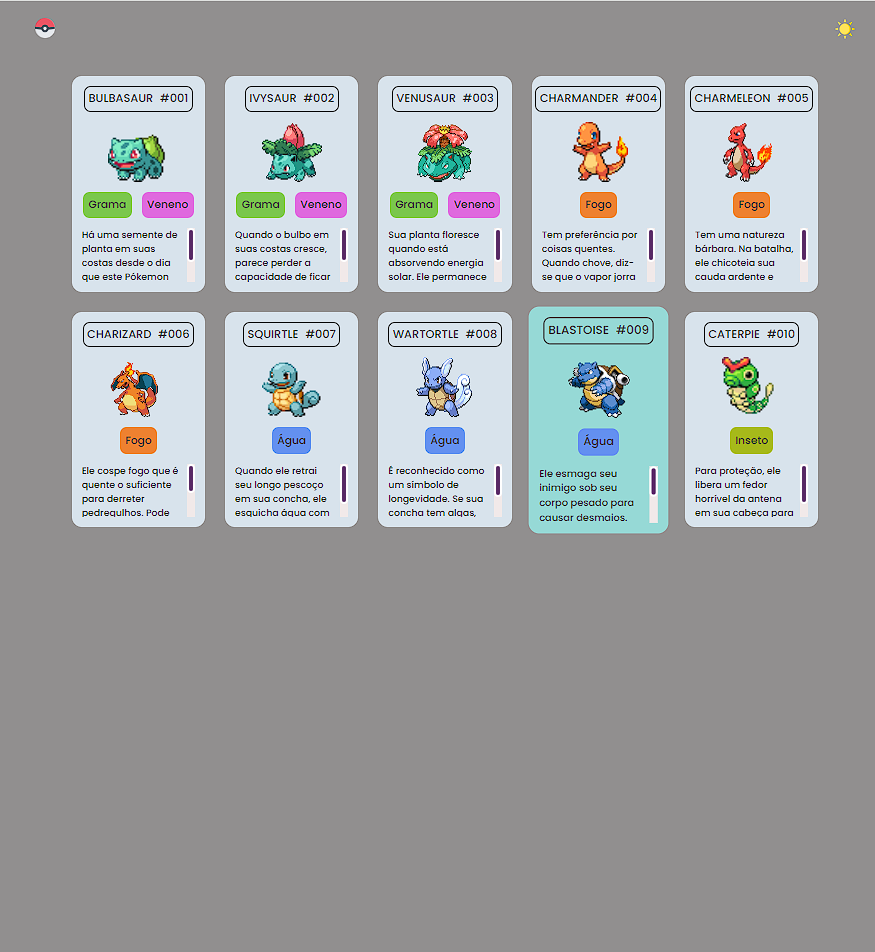 BULBASAUR #001
Grama Veneno
Há uma semente de
planta em suas
costas desde o dia
que este Pókemon
IVYSAUR #002
Grama Veneno
Quando o bulbo em
suas costas cresce,
parece perder a
capacidade de ficar
VENUSAUR #003
Grama Veneno
Sua planta floresce
quando está
absorvendo energia
solar. Ele permanece
CHARMANDER #004
Fogo
Tem preferência por
coisas quentes.
Quando chove, diz-
se que o vapor jorra
CHARMELEON #005
Fogo
Tem uma natureza
bárbara. Na batalha,
ele chicoteia sua
cauda ardente e
CHARIZARD #006
Fogo
Ele cospe fogo que é
quente o suficiente
para derreter
pedregulhos. Pode
SQUIRTLE #007
Água
Quando ele retrai
seu longo pescoço
em sua concha, ele
esguicha água com
WARTORTLE #008
Água
É reconhecido como
um símbolo de
longevidade. Se sua
concha tem algas,
BLASTOISE #009
Água
Ele esmaga seu
inimigo sob seu
corpo pesado para
causar desmaios.
CATERPIE #010
Inseto
Para proteção, ele
libera um fedor
horrível da antena
em sua cabeça para